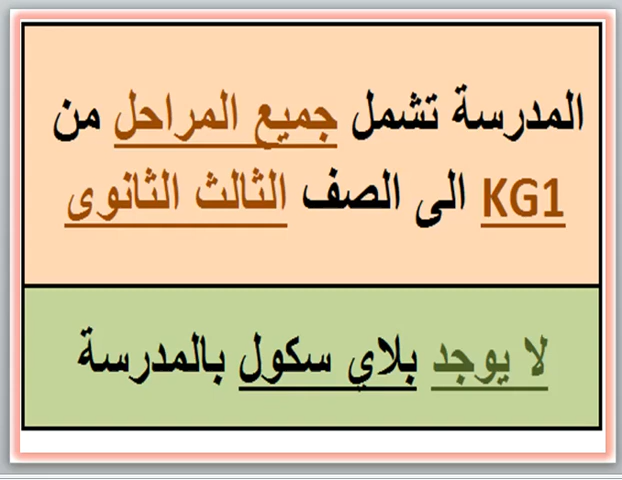 المدرسة تشمل جميع المراحل من
KG1 الى الصف الثالث الثانوى
لا يوجد بلاي سكول بالمدرسة